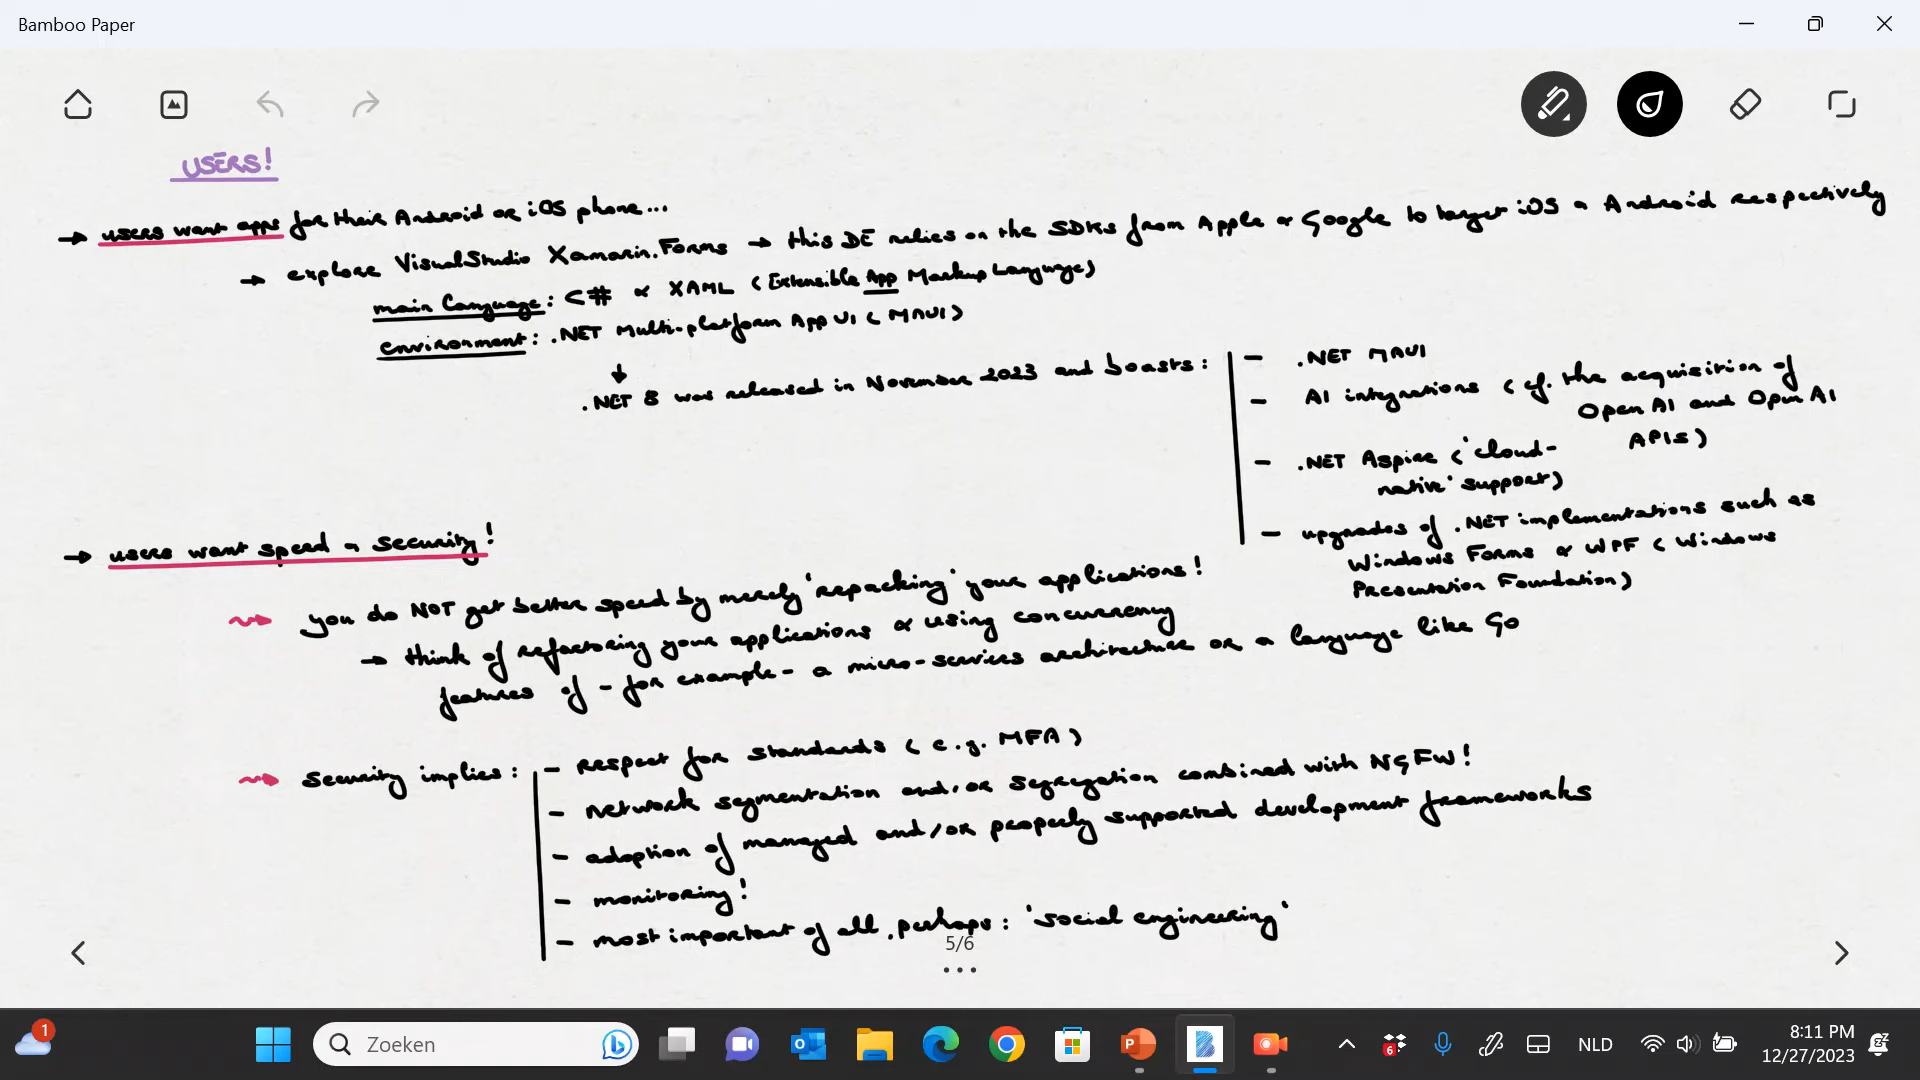 Bamboo Paper
USERS!
→ users want apps for their Android or iOS phone...
→ explore VisualStudio Xamarin.Forms → this DE relies on the SDKs from Apple & Google to target iOS & Android respectively
main language: C# & XAML (Extensible App Markup Language)
environment: .NET Multi-platform App UI (MAUI)
↓
.NET 8 was released in November 2023 and boasts:
- .NET MAUI
- AI integrations (cf. the acquisition of
Open AI and Open AI
APIs)
- .NET Aspire ('cloud-
native' support)
- upgrades of .NET implementations such as
Windows Forms & WPF (Windows
Presentation Foundation)
→ users want speed & security!
you do NOT get better speed by merely 'repacking' your applications!
→ think of refactoring your applications & using concurrency
features of - for example - a micro-services architecture or a language like Go
security implies:
- respect for standards (e.g. MFA)
- network segmentation and/or segregation combined with NGFW!
- adoption of managed and/or properly supported development frameworks
- monitoring!
- most important of all, perhaps: 'social engineering'
5/6
1
Zoeken
6
NLD
8:11 PM
12/27/2023